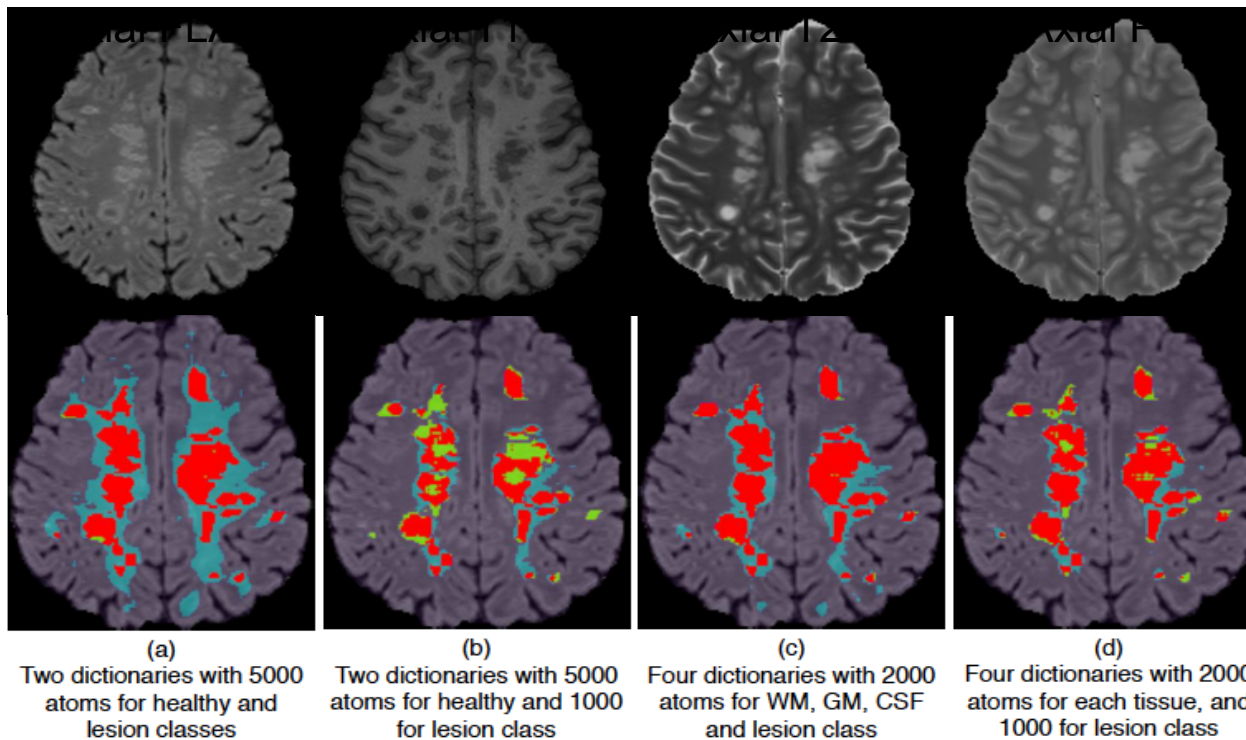 (a)
Two dictionaries with 5000
atoms for healthy and
lesion classes
(b)
Two dictionaries with 5000
atoms for healthy and 1000
for lesion class
(c)
Four dictionaries with 2000
atoms for WM, GM, CSF
and lesion class
(d)
Four dictionaries with 2000
atoms for each tissue, and
1000 for lesion class